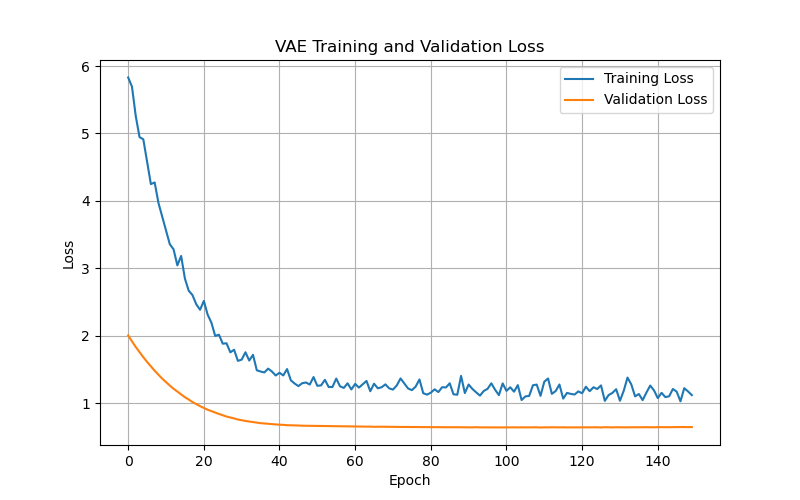 VAE Training and Validation Loss
Training Loss
Validation Loss
6
5
4
3
2
1
Loss
0 20 40 60 80 100 120 140
Epoch